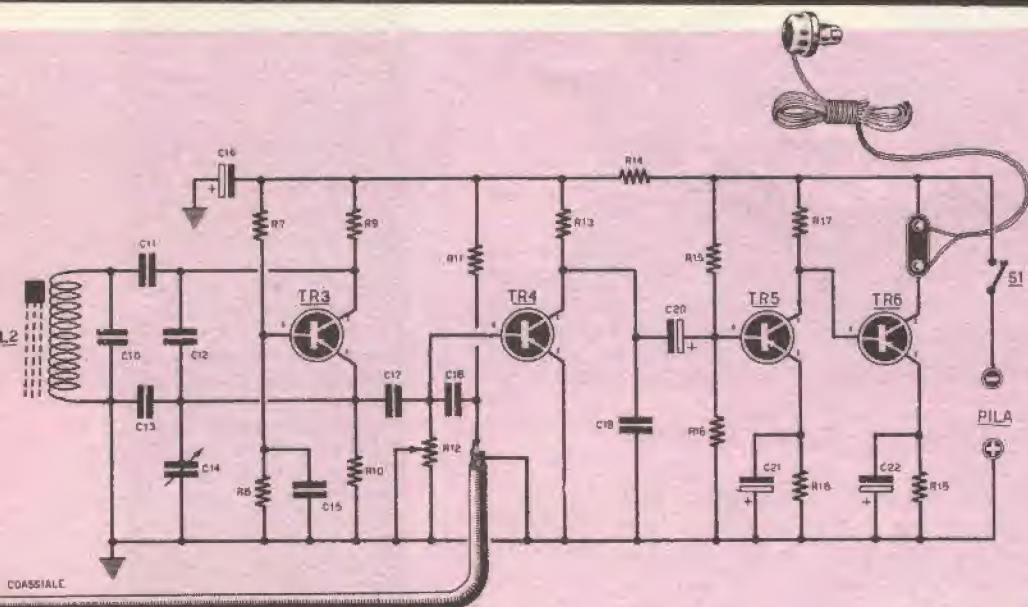 C16
R14
R7
R9
R11
R13
R15
R17
C11
L2
C10
C12
TR3
TR4
C20
+
TR5
TR6
S1
C13
C17
C18
C14
R12
R10
C19
R16
PILA
R8
C15
C21
+
R18
C22
+
R19
COASSIALE